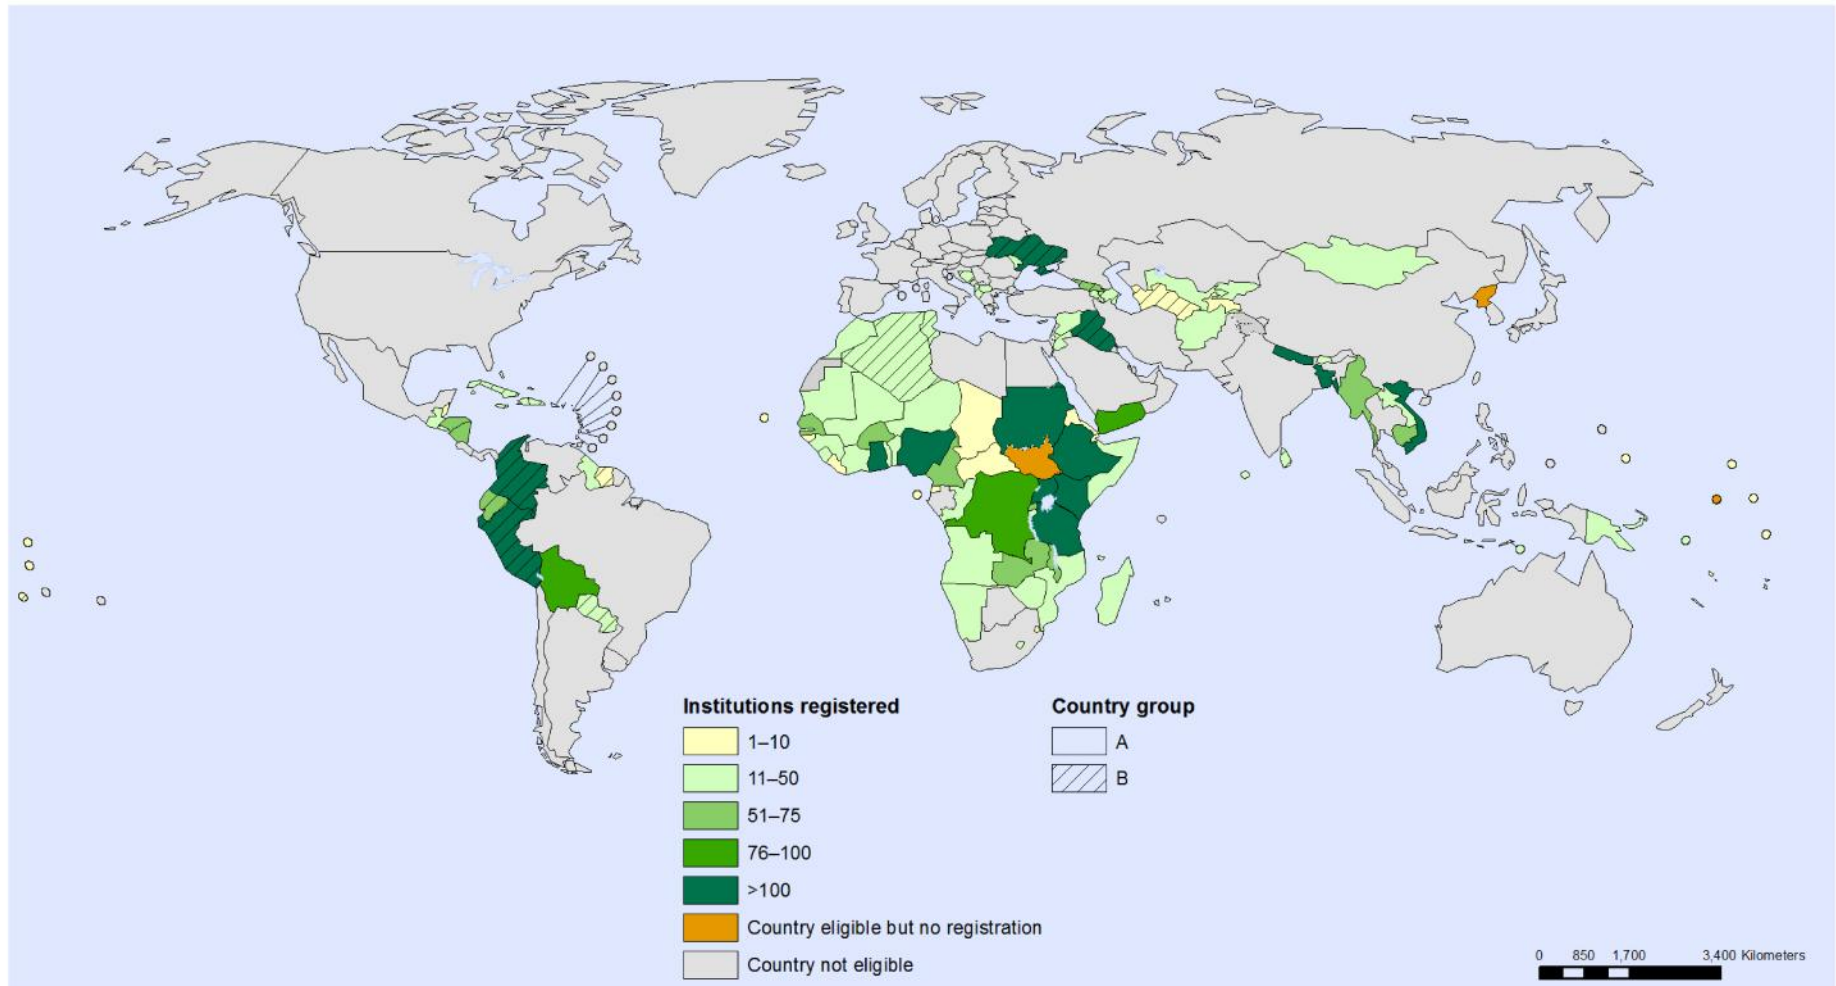 Institutions registered
1–10
11–50
51–75
76–100
>100
Country eligible but no registration
Country not eligible
Country group
A
B
0 850 1,700 3,400 Kilometers